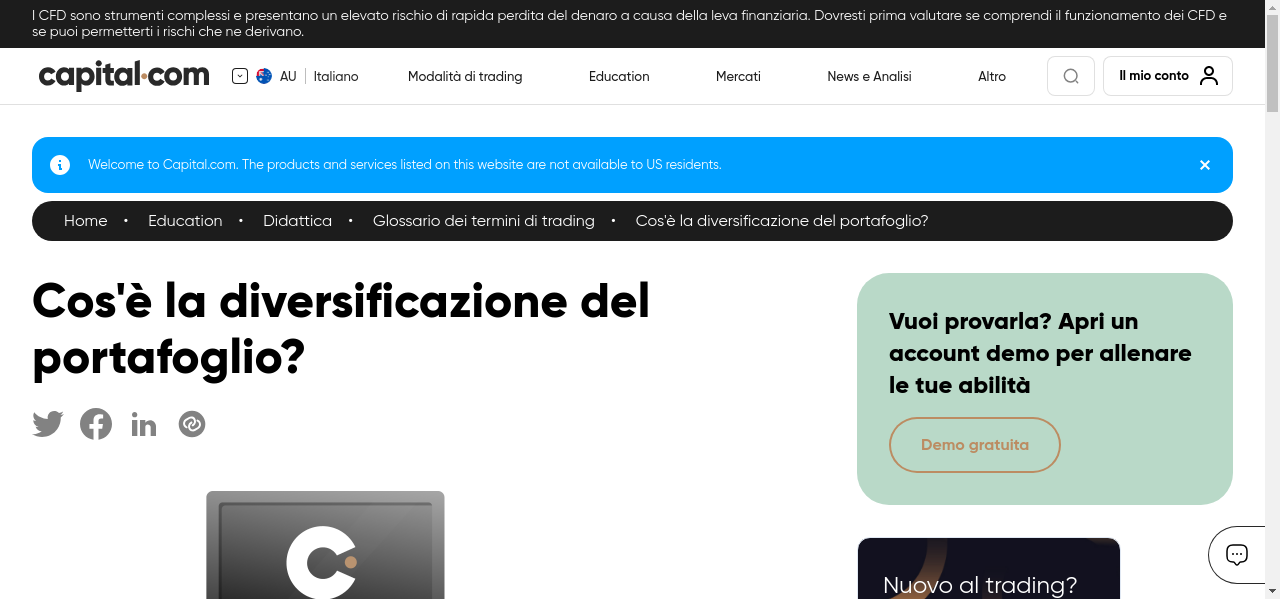 I CFD sono strumenti complessi e presentano un elevato rischio di rapida perdita del denaro a causa della leva finanziaria. Dovresti prima valutare se comprendi il funzionamento dei CFD e
se puoi permetterti i rischi che ne derivano.
capital.com
AU
Italiano
Modalità di trading
Education
Mercati
News e Analisi
Altro
Il mio conto
Welcome to Capital.com. The products and services listed on this website are not available to US residents.
Home • Education • Didattica • Glossario dei termini di trading • Cos'è la diversificazione del portafoglio?
Cos'è la diversificazione del
portafoglio?
Vuoi provarla? Apri un
account demo per allenare
le tue abilità
Demo gratuita
Nuovo al trading?